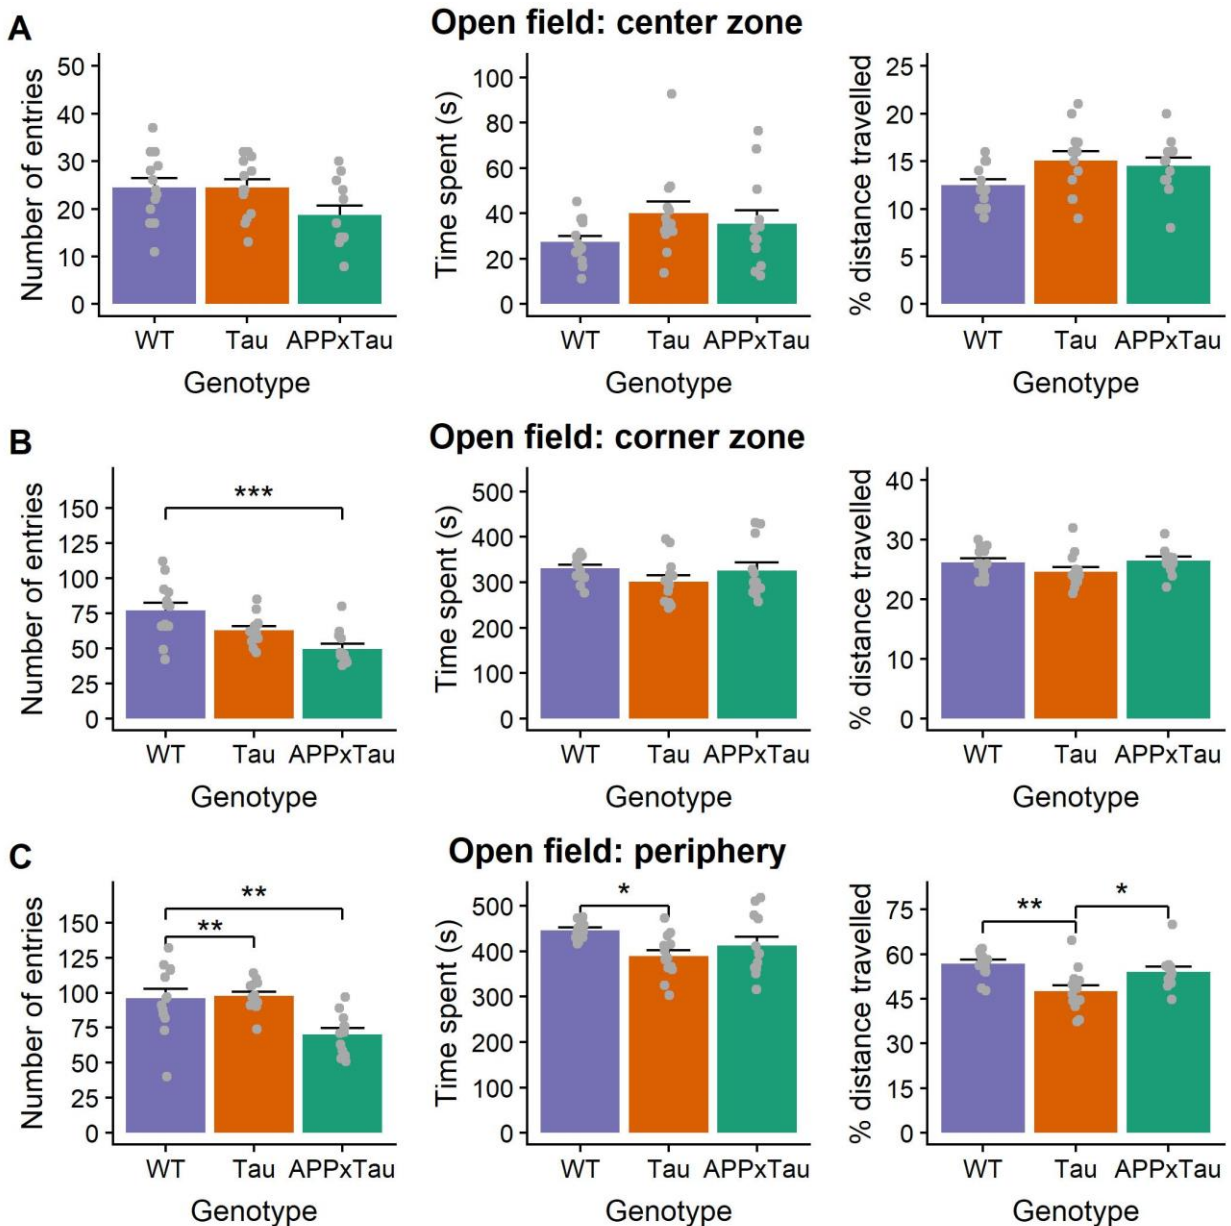 A
Open field: center zone
Number of entries
50
40
30
20
10
0
WT Tau APPxTau
Genotype
Time spent (s)
100
80
60
40
20
0
WT Tau APPxTau
Genotype
% distance travelled
25
20
15
10
5
0
WT Tau APPxTau
Genotype
B
Open field: corner zone
Number of entries
150
125
100
75
50
25
0
***
WT Tau APPxTau
Genotype
Time spent (s)
500
400
300
200
100
0
WT Tau APPxTau
Genotype
% distance travelled
40
30
20
10
0
WT Tau APPxTau
Genotype
C
Open field: periphery
Number of entries
150
125
100
75
50
25
0
**
**
WT Tau APPxTau
Genotype
Time spent (s)
500
400
300
200
100
0
*
WT Tau APPxTau
Genotype
% distance travelled
75
60
45
30
15
0
**
*
WT Tau APPxTau
Genotype